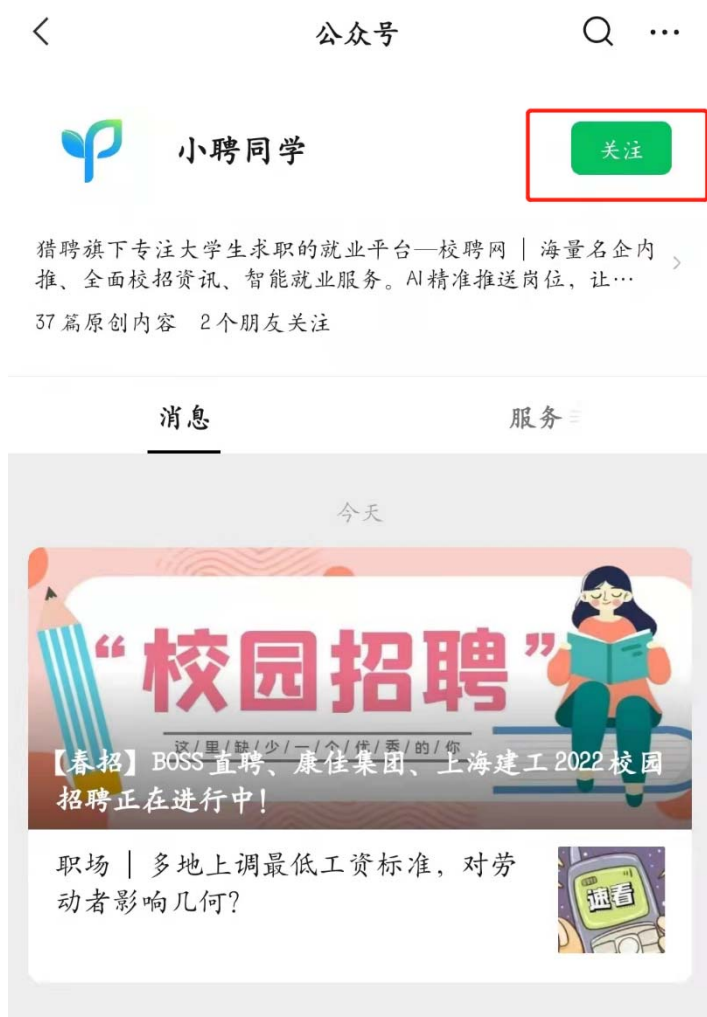 公众号
小聘同学
关注
猎聘旗下专注大学生求职的就业平台—校聘网 | 海量名企内
推、全面校招资讯、智能就业服务。AI精准推送岗位，让…
37篇原创内容 2个朋友关注
消息
服务
今天
“校园招聘”
这/里/缺/少/一/个/优/秀/的/你
【春招】BOSS直聘、康佳集团、上海建工2022校园
招聘正在进行中！
职场 | 多地上调最低工资标准，对劳
动者影响几何？
速看